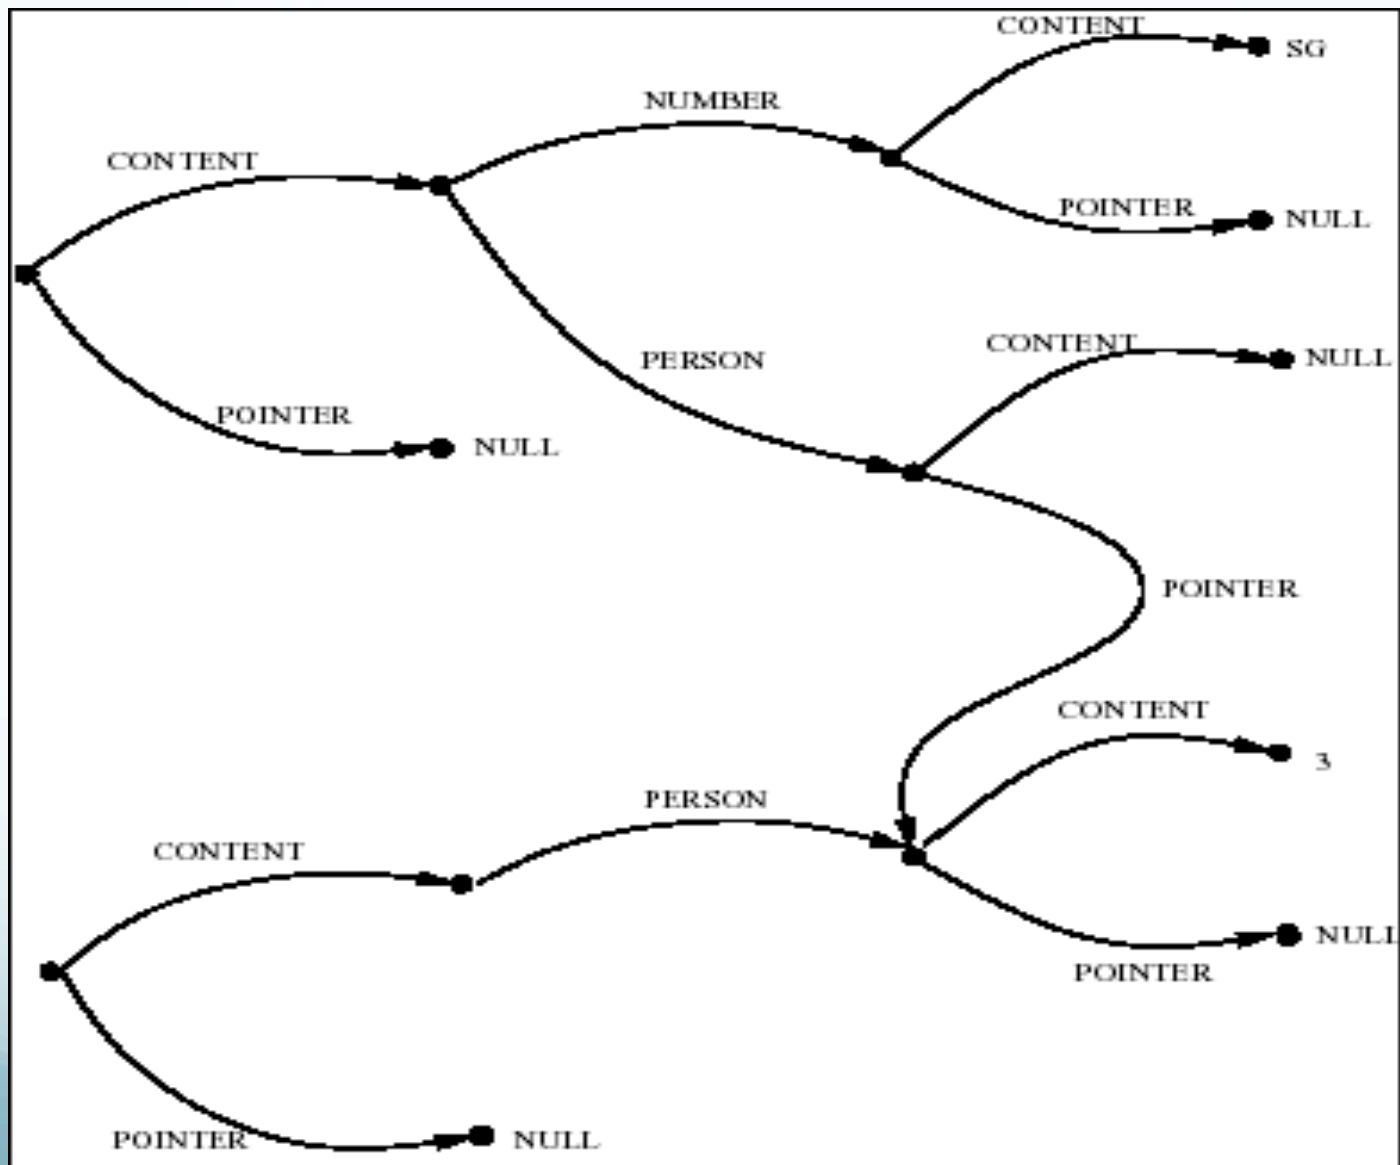 CONTENT
SG
NUMBER
CONTENT
POINTER
NULL
CONTENT
NULL
PERSON
POINTER
NULL
POINTER
CONTENT
3
PERSON
CONTENT
NULL
POINTER
POINTER
NULL